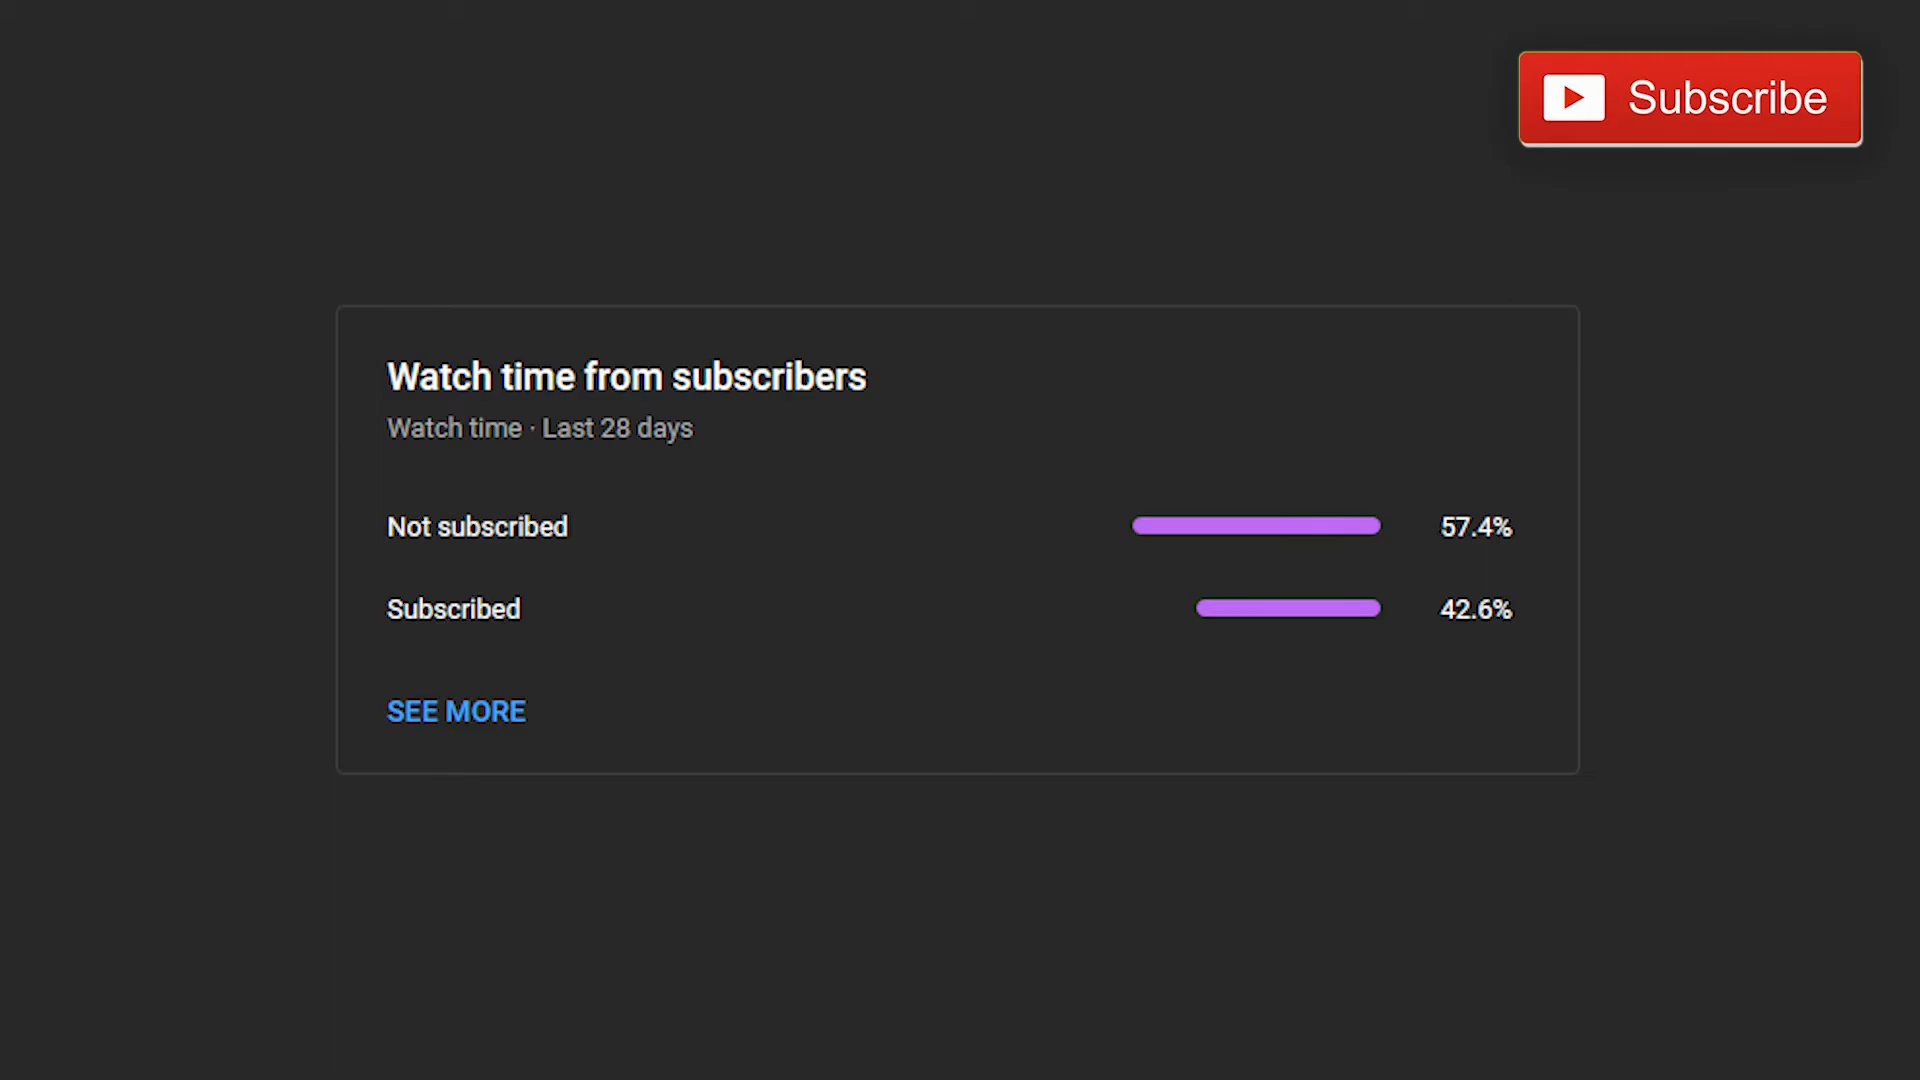 Subscribe
Watch time from subscribers
Watch time · Last 28 days
Not subscribed 57.4%
Subscribed 42.6%
SEE MORE